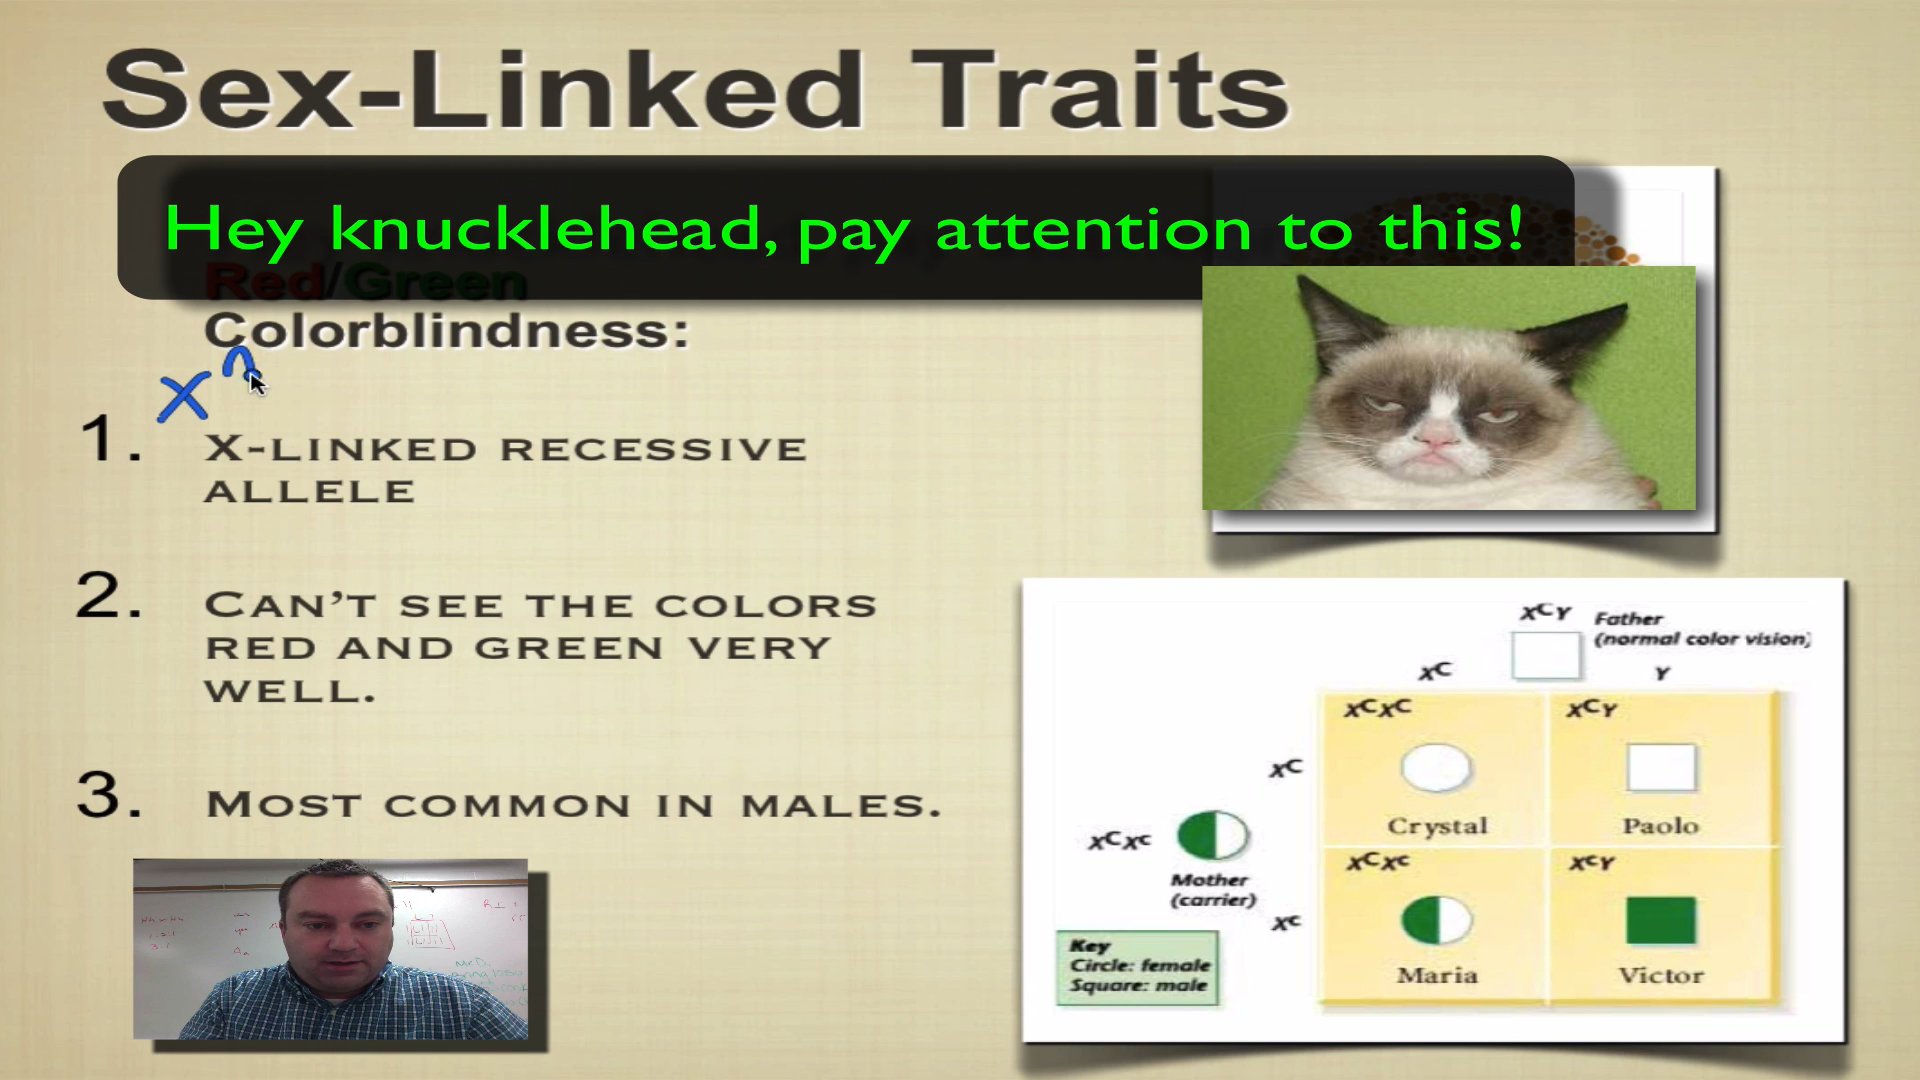 Sex-Linked Traits
Hey knucklehead, pay attention to this!
Red/Green
Colorblindness:
X
1. X-LINKED RECESSIVE
ALLELE
2. CAN'T SEE THE COLORS
RED AND GREEN VERY
WELL.
3. MOST COMMON IN MALES.
XCY Father
(normal color vision)
XC Y
XC XCXC XCY
Crystal Paolo
XCXc
Mother
(carrier)
Xc XCXc XcY
Maria Victor
Key
Circle: female
Square: male